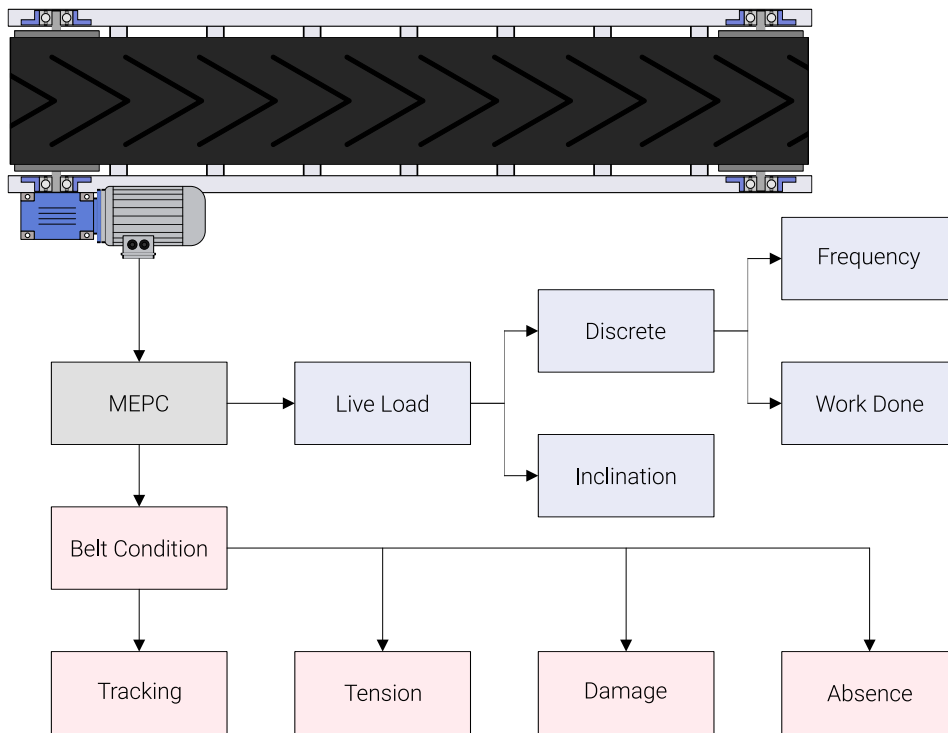 Frequency
Discrete
MEPC
Live Load
Work Done
Inclination
Belt Condition
Tracking
Tension
Damage
Absence